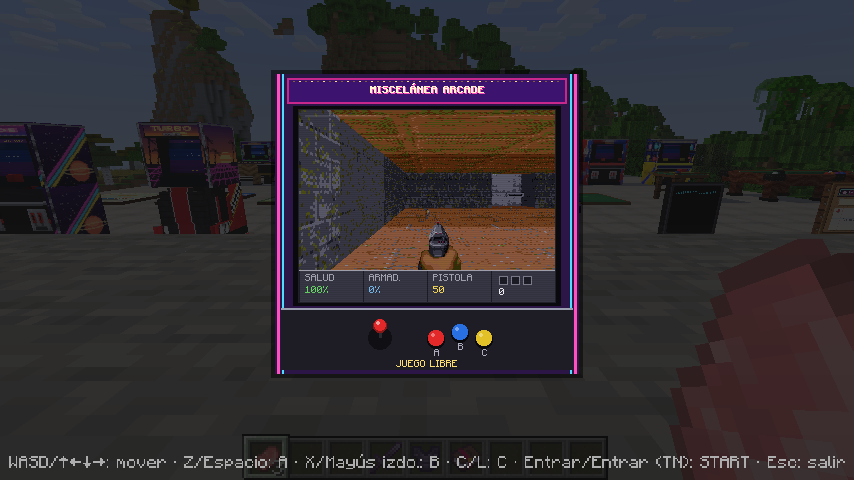 MISCELÁNEA ARCADE
TURBO
SALUD
100%
ARMAD.
0%
PISTOLA
50
0
A
B
C
JUEGO LIBRE
WASD/↑←↓→: mover · Z/Espacio: A · X/Mayús izdo.: B · C/L: C · Entrar/Entrar (TN): START · Esc: salir